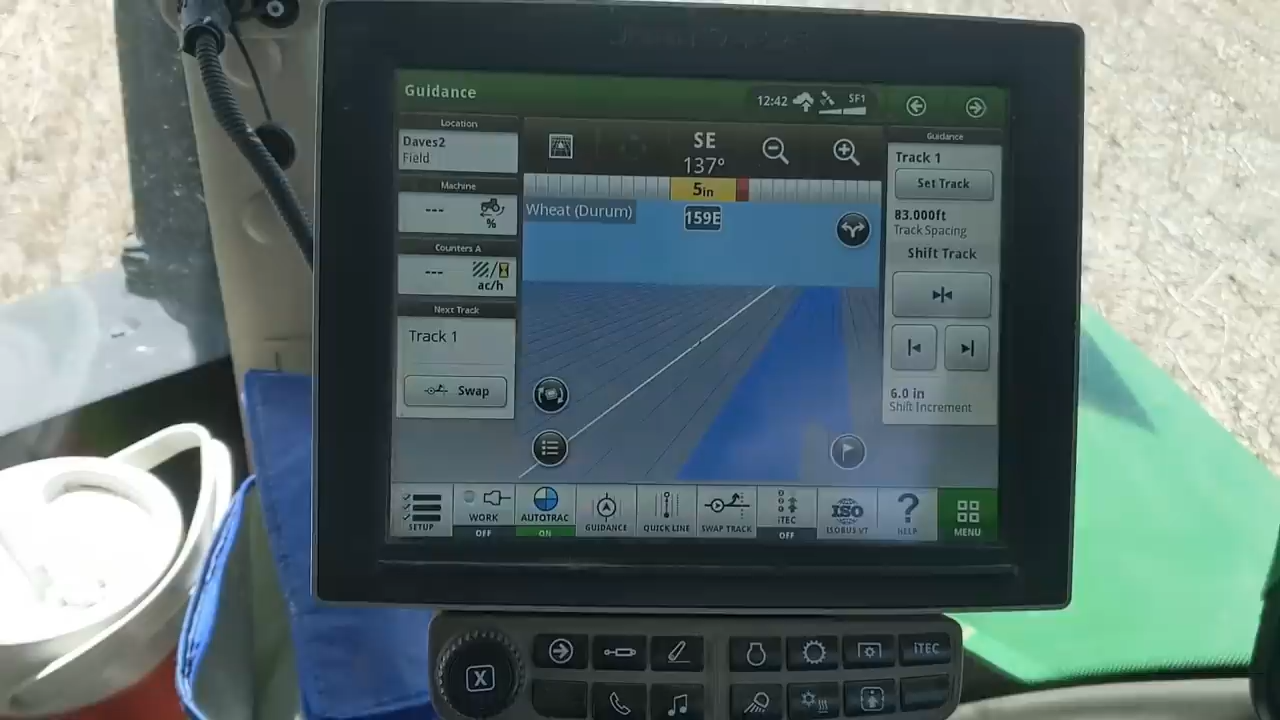 Guidance
12:42
SF1
Location
Daves2
Field
Machine
---
%
Counters A
---
ac/h
Next Track
Track 1
Swap
SE
137°
5in
Wheat (Durum)
159E
Guidance
Track 1
Set Track
83.000ft
Track Spacing
Shift Track
6.0 in
Shift Increment
SETUP
WORK
OFF
AUTOTRAC
ON
GUIDANCE
QUICK LINE
SWAP TRACK
iTEC
OFF
ISO
ISOBUS VT
?
HELP
MENU
X
iTEC